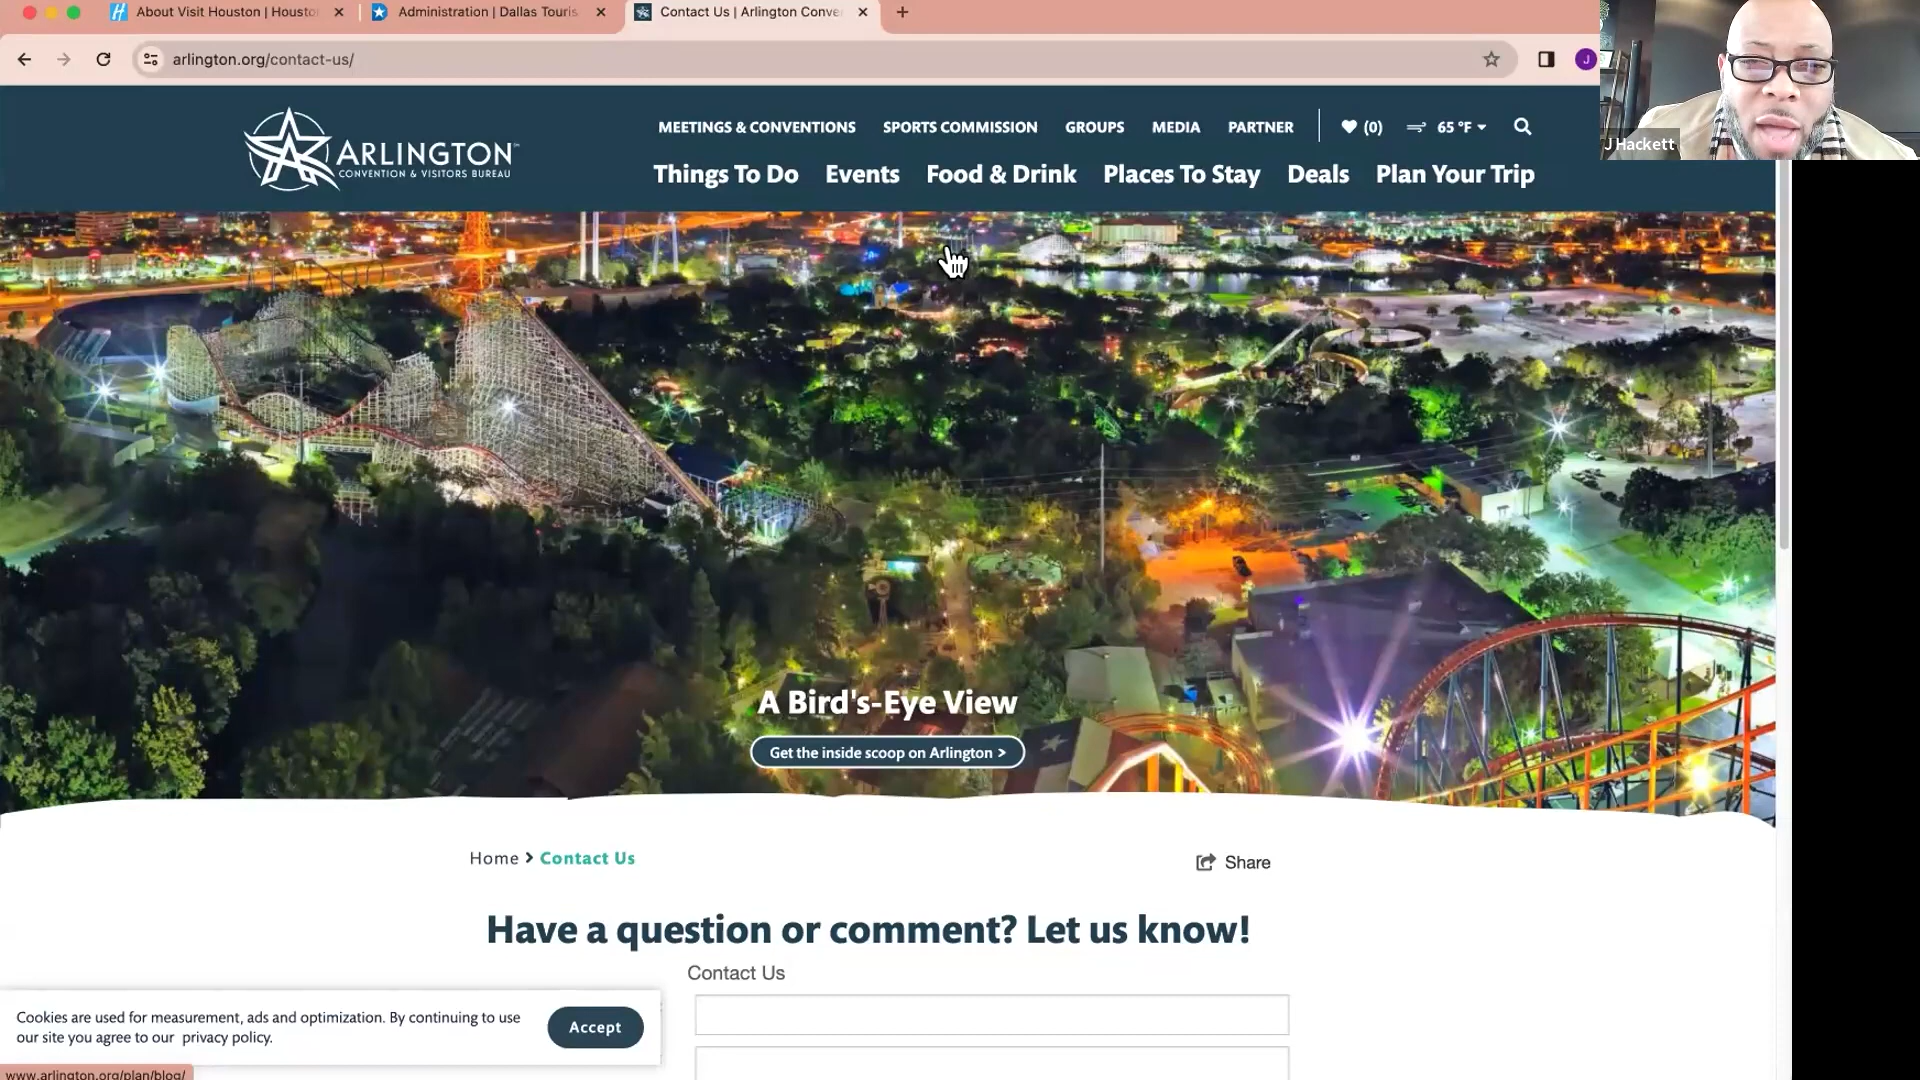 About Visit Houston | Housto
Administration | Dallas Touris
Contact Us | Arlington Conve
arlington.org/contact-us/
J
J Hackett
ARLINGTON
CONVENTION & VISITORS BUREAU
MEETINGS & CONVENTIONS SPORTS COMMISSION GROUPS MEDIA PARTNER (0) 65 °F
Things To Do Events Food & Drink Places To Stay Deals Plan Your Trip
A Bird's-Eye View
Get the inside scoop on Arlington >
Home > Contact Us
Share
Have a question or comment? Let us know!
Contact Us
Cookies are used for measurement, ads and optimization. By continuing to use
our site you agree to our privacy policy.
Accept
www.arlington.org/plan/blog/